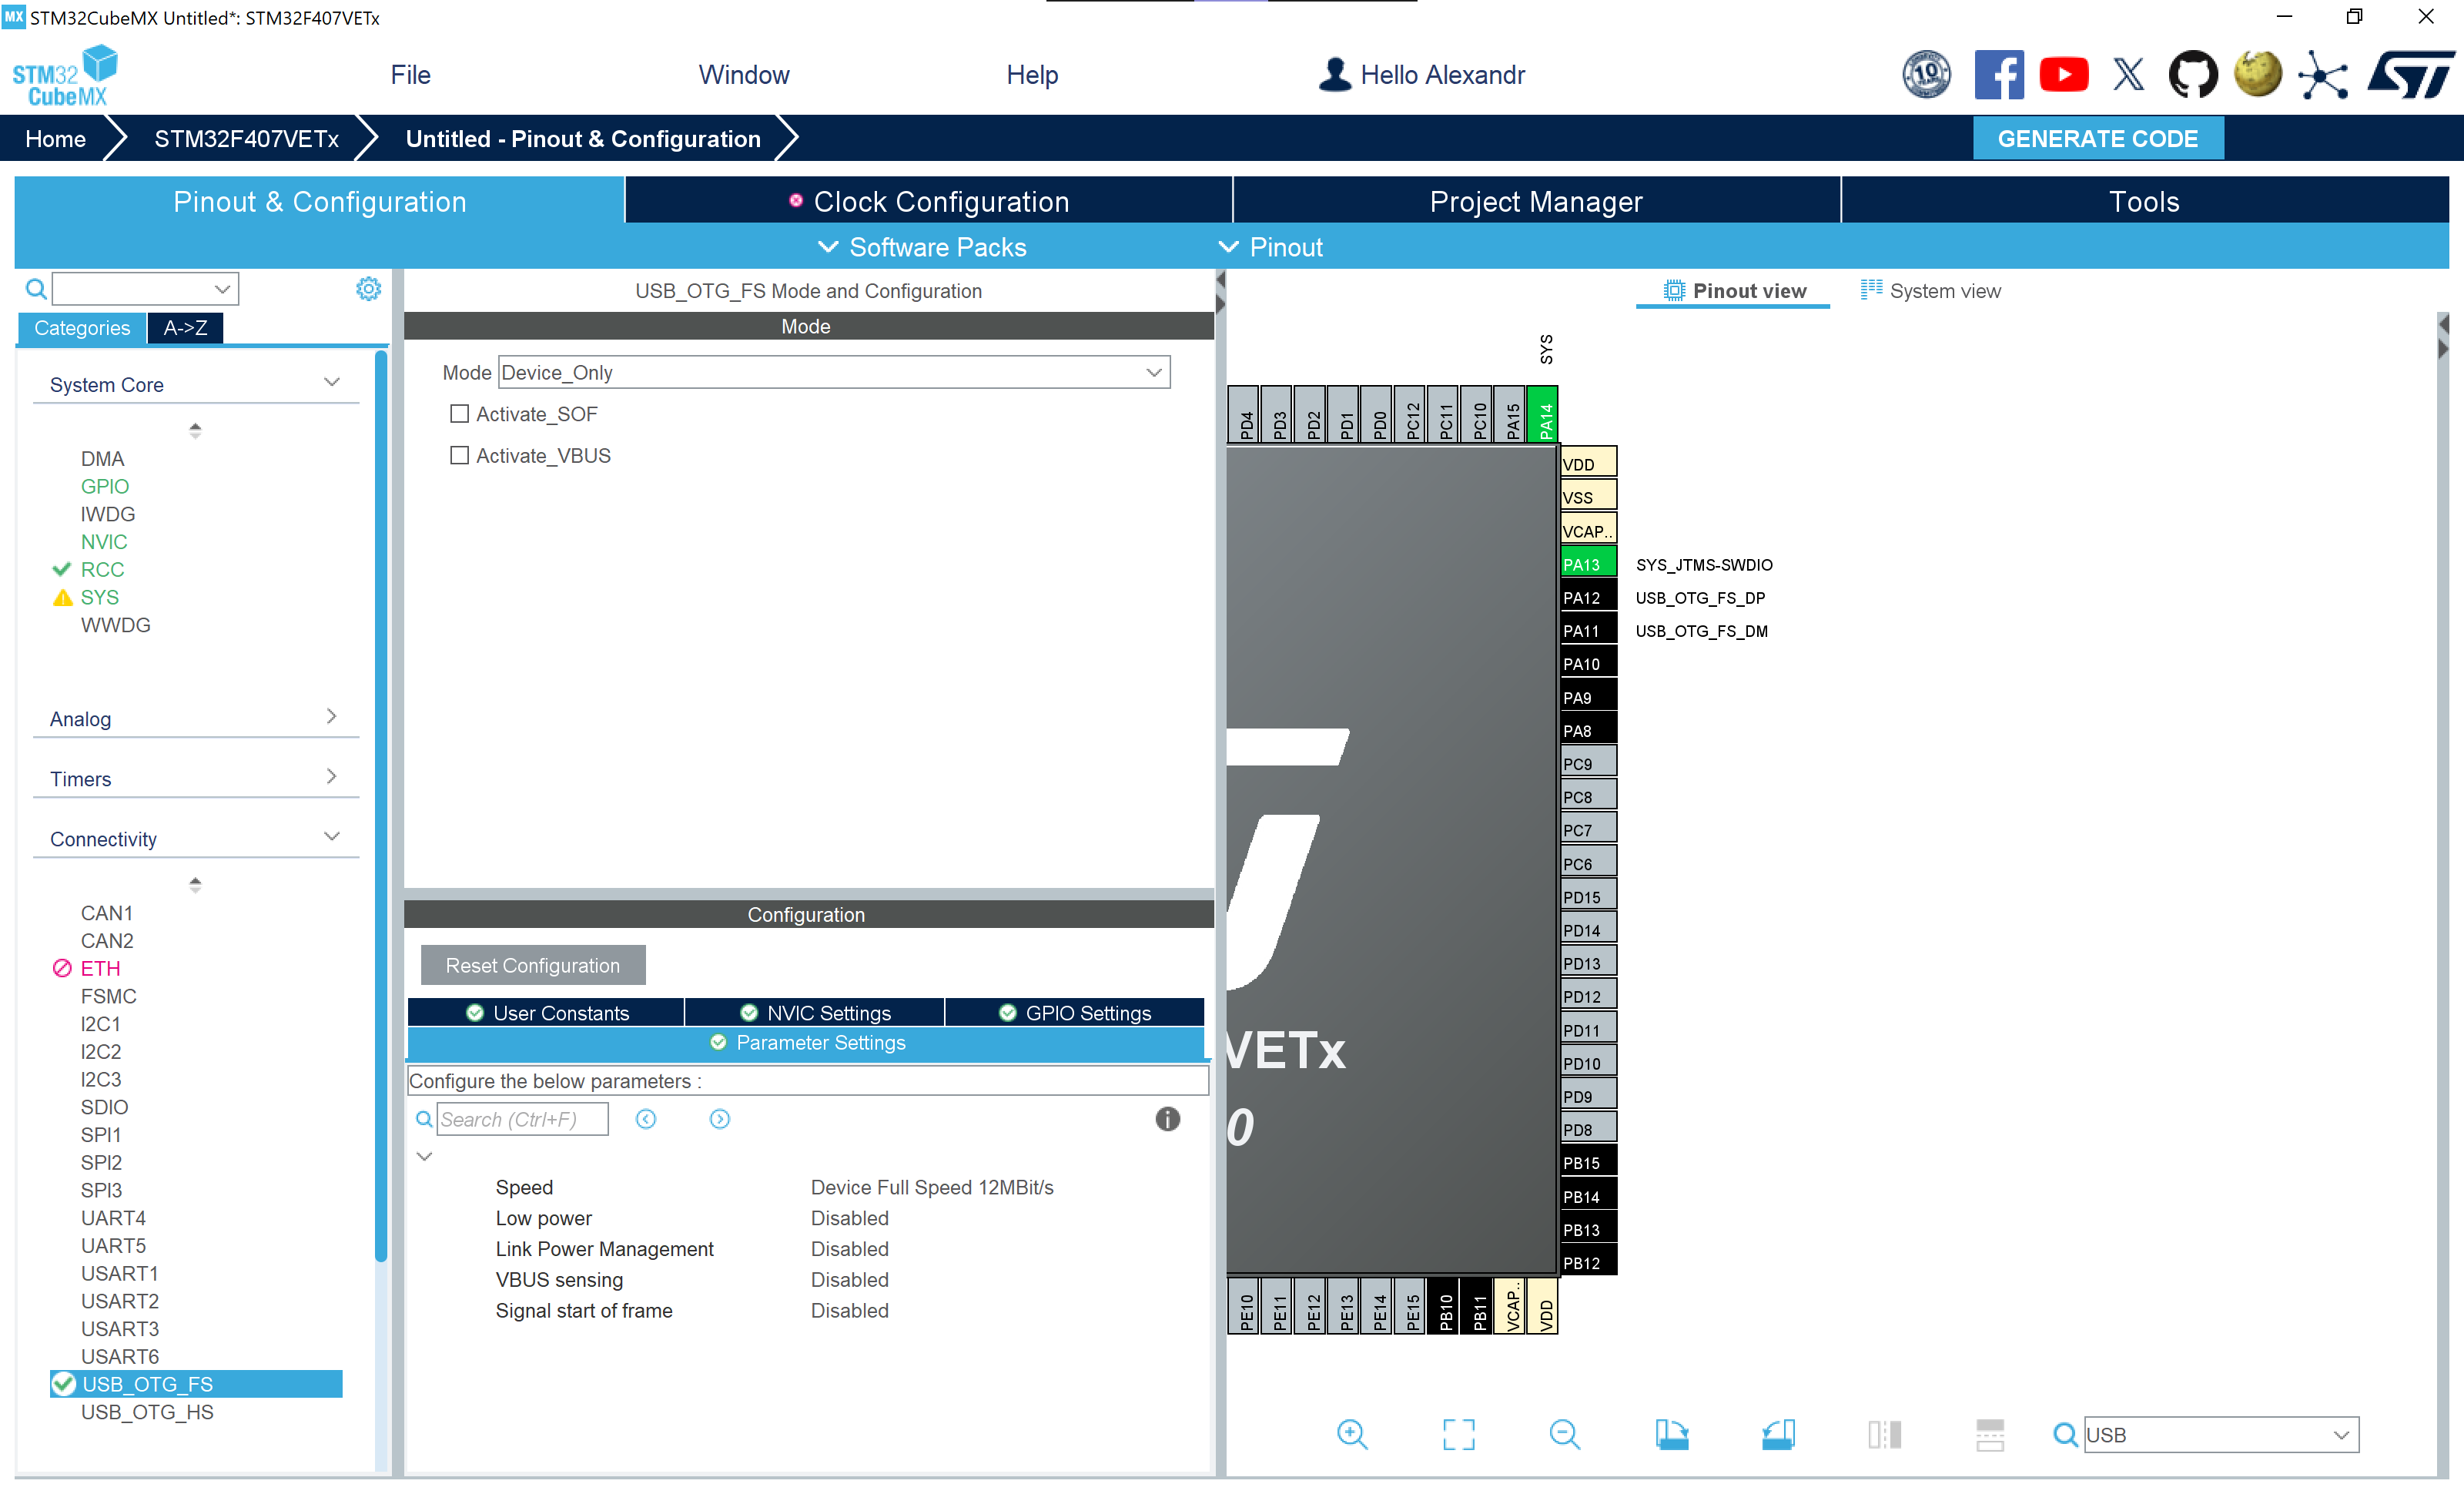 MX STM32CubeMX Untitled*: STM32F407VETx
STM32
CubeMX
File
Window
Help
Hello Alexandr
10
Home
STM32F407VETx
Untitled - Pinout & Configuration
GENERATE CODE
Pinout & Configuration
Clock Configuration
Project Manager
Tools
Software Packs
Pinout
Categories
A->Z
System Core
DMA
GPIO
IWDG
NVIC
RCC
SYS
WWDG
Analog
Timers
Connectivity
CAN1
CAN2
ETH
FSMC
I2C1
I2C2
I2C3
SDIO
SPI1
SPI2
SPI3
UART4
UART5
USART1
USART2
USART3
USART6
USB_OTG_FS
USB_OTG_HS
USB_OTG_FS Mode and Configuration
Mode
Mode Device_Only
Activate_SOF
Activate_VBUS
Configuration
Reset Configuration
User Constants
NVIC Settings
GPIO Settings
Parameter Settings
Configure the below parameters :
Search (Ctrl+F)
Speed Device Full Speed 12MBit/s
Low power Disabled
Link Power Management Disabled
VBUS sensing Disabled
Signal start of frame Disabled
Pinout view
System view
SYS
PD4
PD3
PD2
PD1
PD0
PC12
PC11
PC10
PA15
PA14
VDD
VSS
VCAP..
PA13 SYS_JTMS-SWDIO
PA12 USB_OTG_FS_DP
PA11 USB_OTG_FS_DM
PA10
PA9
PA8
PC9
PC8
PC7
PC6
PD15
PD14
PD13
PD12
PD11
PD10
PD9
PD8
PB15
PB14
PB13
PB12
VETx
0
PE10
PE11
PE12
PE13
PE14
PE15
PB10
PB11
VCAP..
VDD
USB